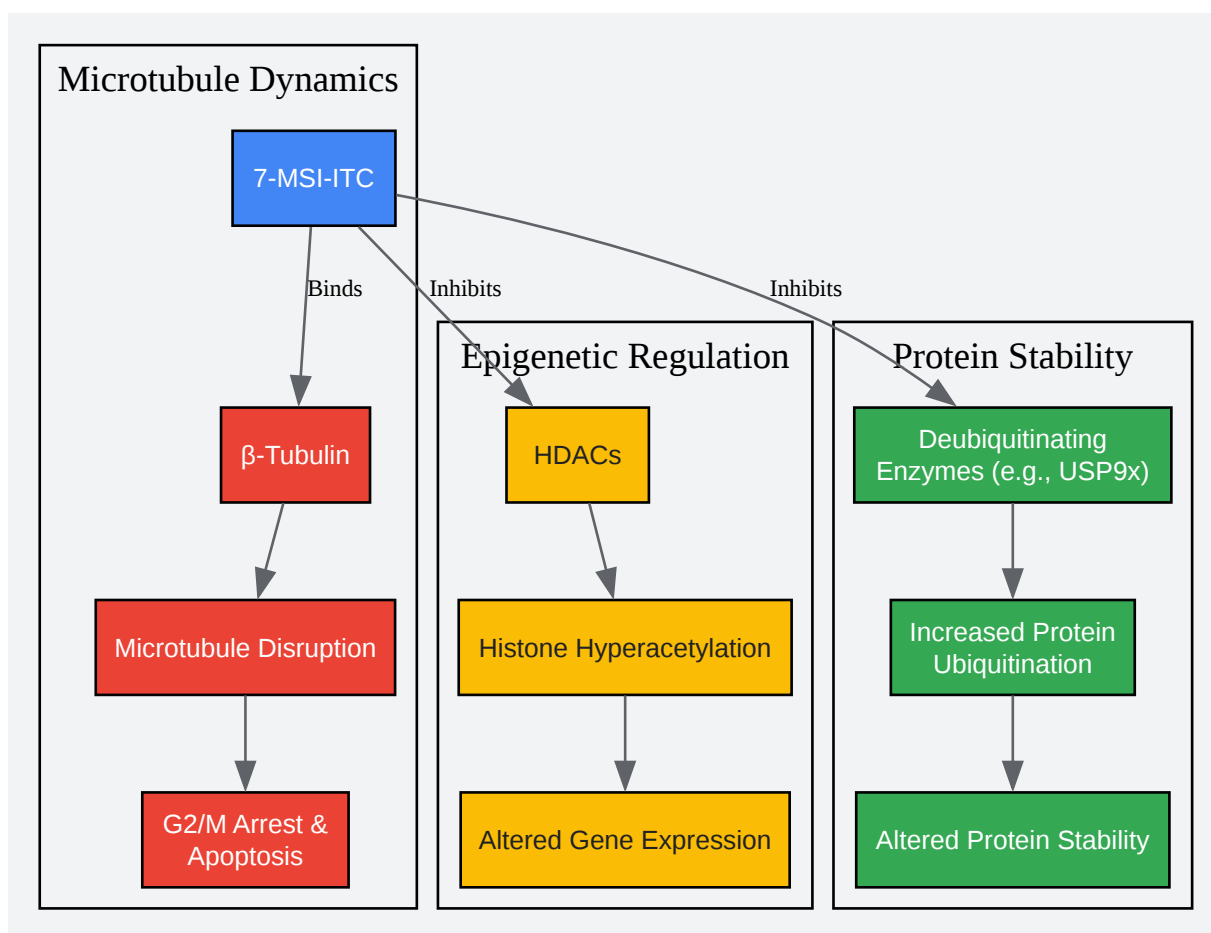 Microtubule Dynamics
7-MSI-ITC
Binds
Inhibits
Inhibits
Epigenetic Regulation
Protein Stability
β-Tubulin
HDACs
Deubiquitinating
Enzymes (e.g., USP9x)
Microtubule Disruption
Histone Hyperacetylation
Increased Protein
Ubiquitination
G2/M Arrest &
Apoptosis
Altered Gene Expression
Altered Protein Stability